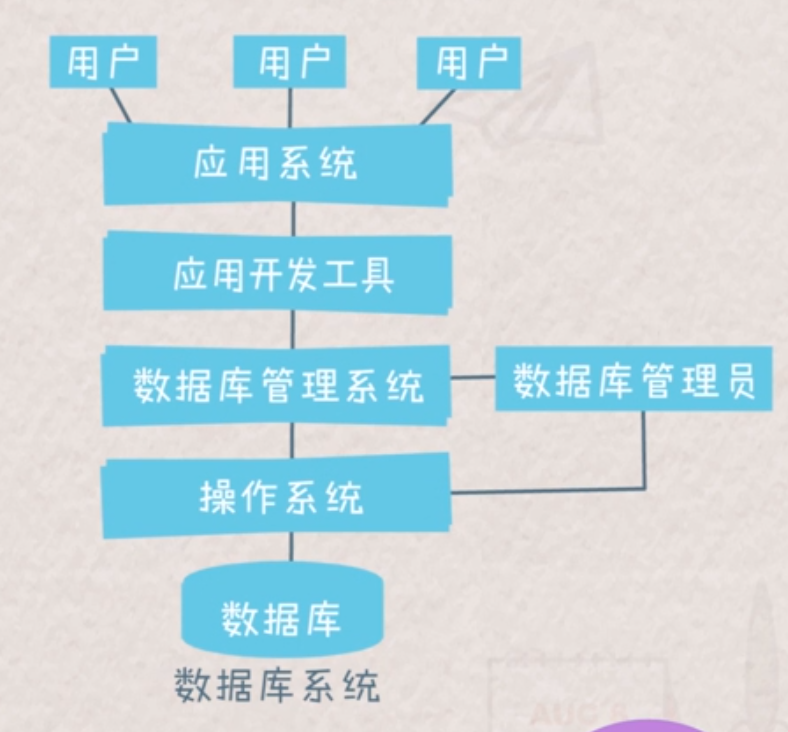 用户 用户 用户
应用系统
应用开发工具
数据库管理系统 数据库管理员
操作系统
数据库
数据库系统
AUG 8